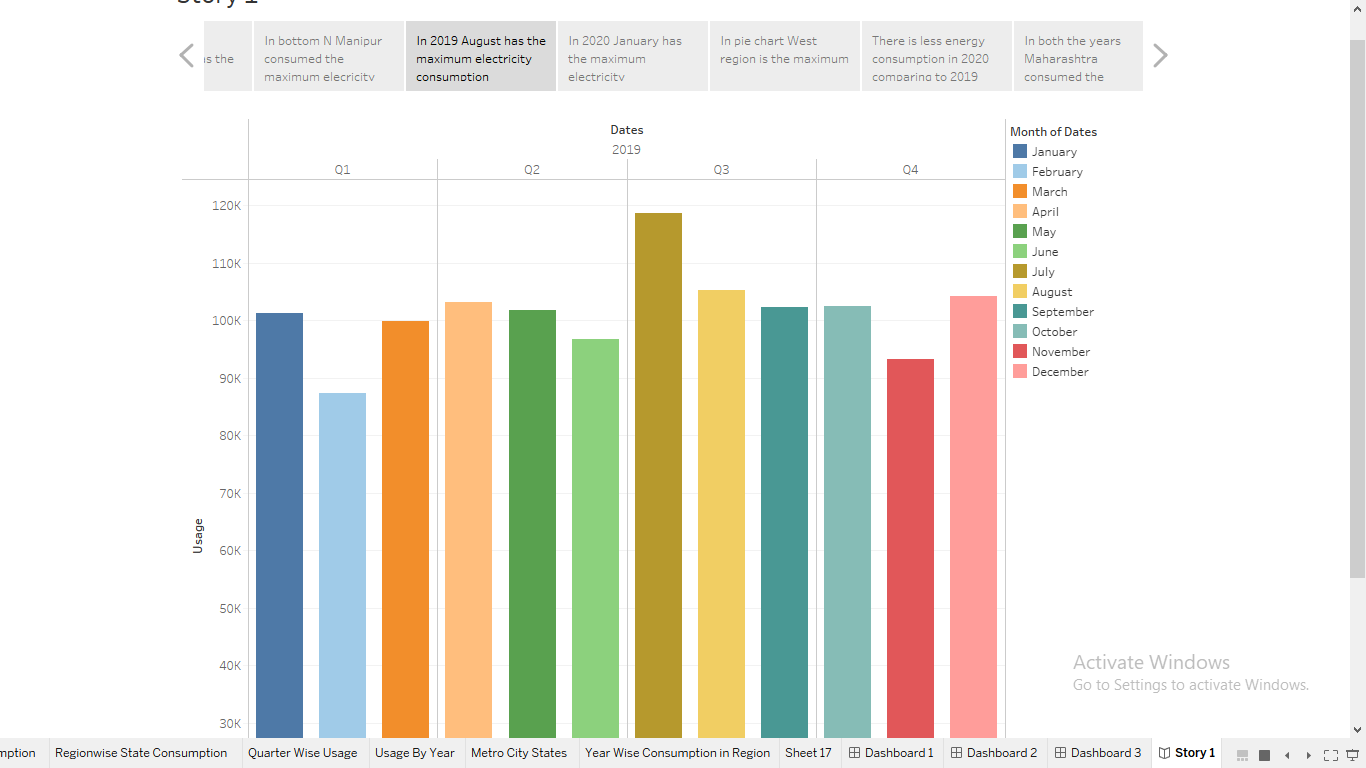 Story 1
as the
In bottom N Manipur
consumed the
maximum elecricity
In 2019 August has the
maximum electricity
consumption
In 2020 January has
the maximum
electricity
In pie chart West
region is the maximum
There is less energy
consumption in 2020
comparing to 2019
In both the years
Maharashtra
consumed the
Dates
2019
Q1
Q2
Q3
Q4
120K
110K
100K
90K
80K
70K
60K
50K
40K
30K
Usage
Month of Dates
January
February
March
April
May
June
July
August
September
October
November
December
Activate Windows
Go to Settings to activate Windows.
mption
Regionwise State Consumption
Quarter Wise Usage
Usage By Year
Metro City States
Year Wise Consumption in Region
Sheet 17
Dashboard 1
Dashboard 2
Dashboard 3
Story 1